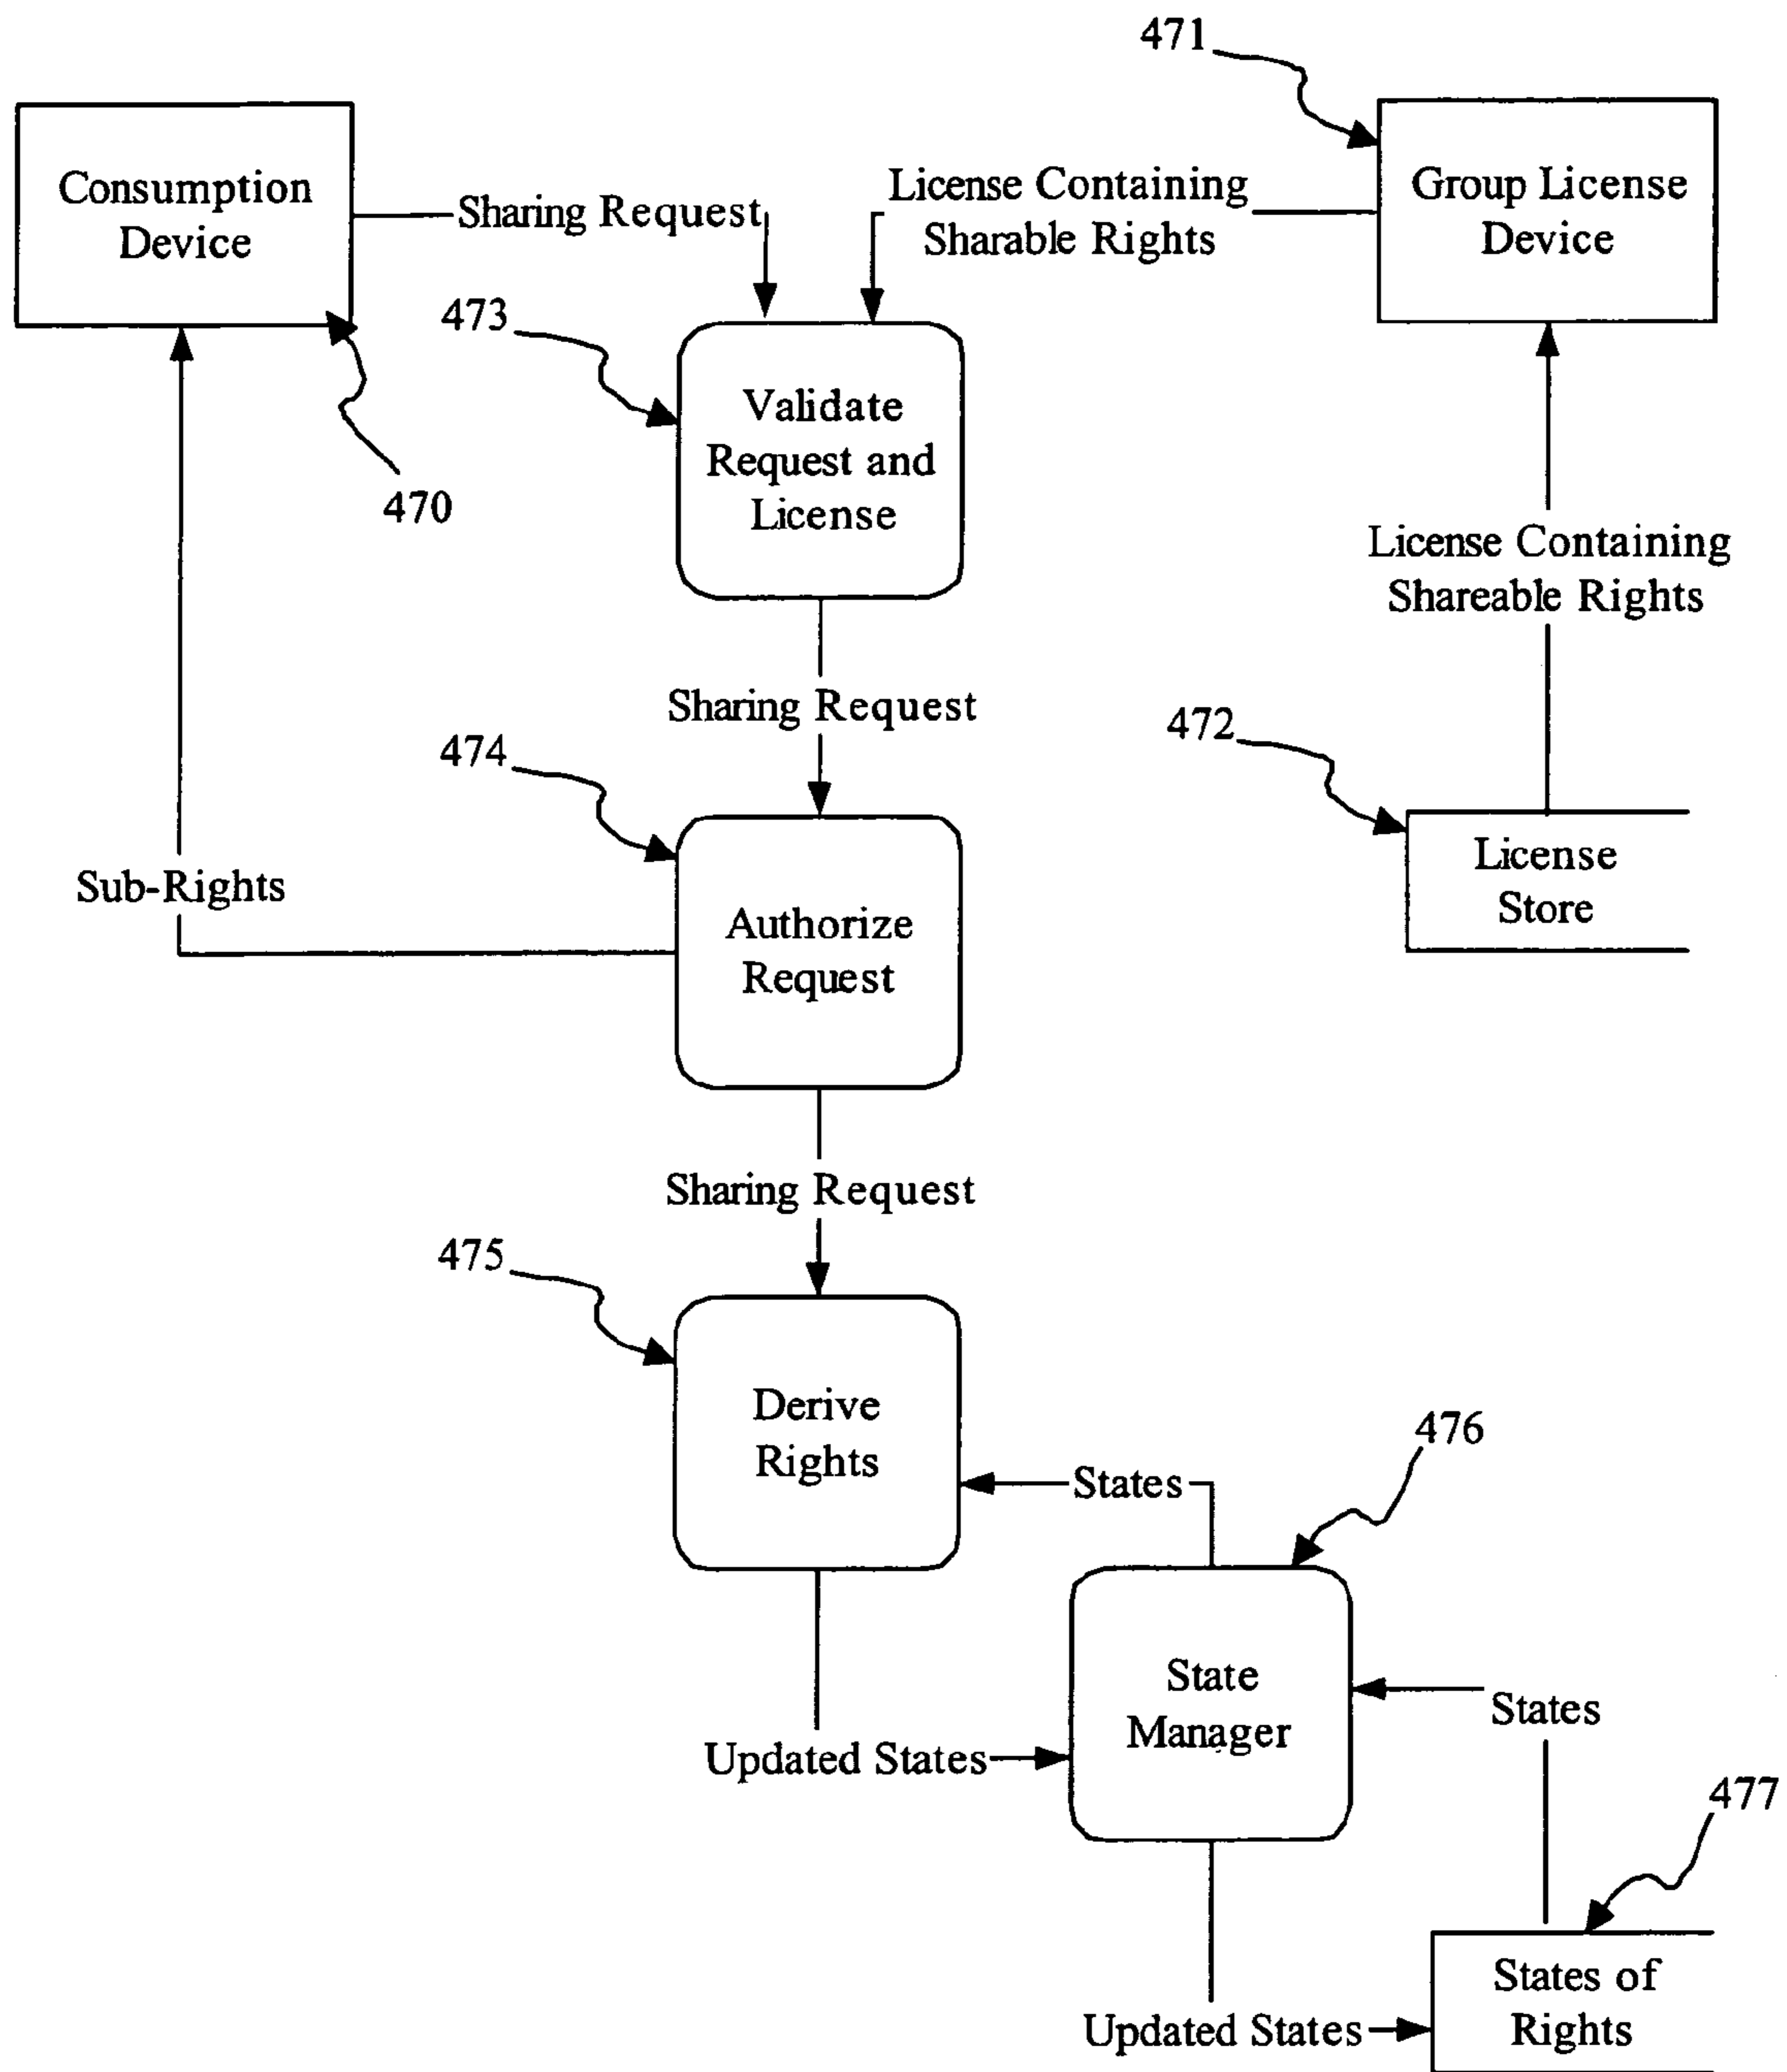 471
Consumption
Device
Sharing Request
License Containing
Sharable Rights
Group License
Device
473
Validate
Request and
License
470
License Containing
Shareable Rights
Sharing Request
472
474
License
Store
Sub-Rights
Authorize
Request
Sharing Request
475
Derive
Rights
476
States
State
Manager
States
Updated States
477
States of
Rights
Updated States